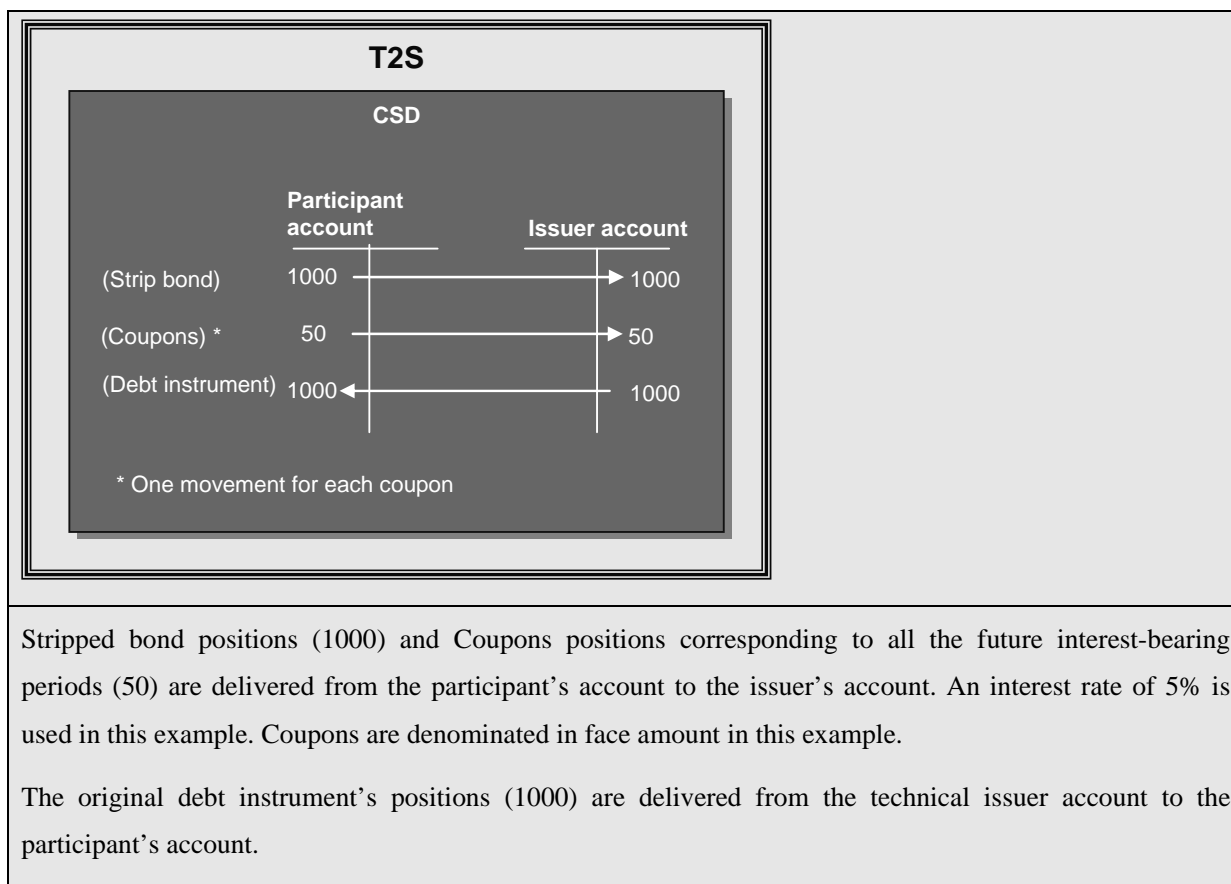 T2S
CSD
Participant
account
Issuer account
(Strip bond) 1000 1000
(Coupons) * 50 50
(Debt instrument) 1000 1000
* One movement for each coupon
Stripped bond positions (1000) and Coupons positions corresponding to all the future interest-bearing
periods (50) are delivered from the participant’s account to the issuer’s account. An interest rate of 5% is
used in this example. Coupons are denominated in face amount in this example.
The original debt instrument’s positions (1000) are delivered from the technical issuer account to the
participant’s account.